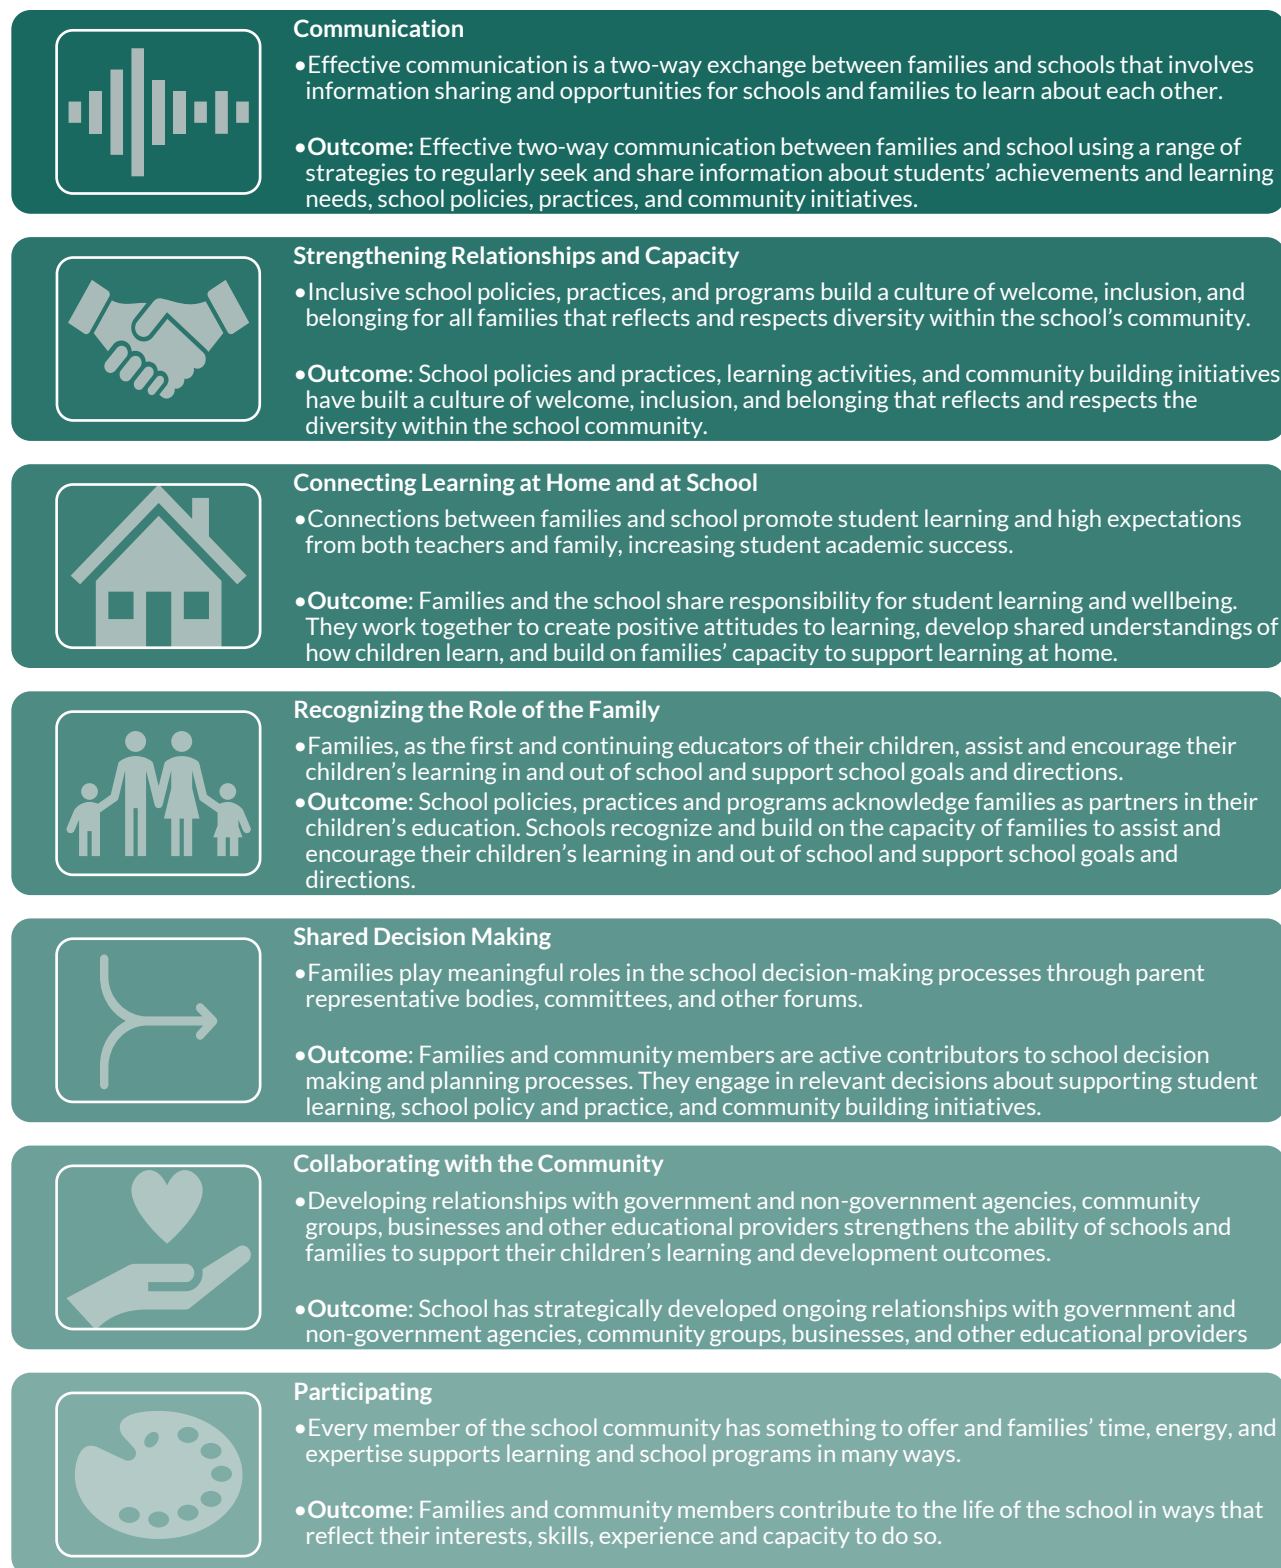 Communication
•Effective communication is a two-way exchange between families and schools that involves
information sharing and opportunities for schools and families to learn about each other.
•Outcome: Effective two-way communication between families and school using a range of
strategies to regularly seek and share information about students’ achievements and learning
needs, school policies, practices, and community initiatives.
Strengthening Relationships and Capacity
•Inclusive school policies, practices, and programs build a culture of welcome, inclusion, and
belonging for all families that reflects and respects diversity within the school’s community.
•Outcome: School policies and practices, learning activities, and community building initiatives
have built a culture of welcome, inclusion, and belonging that reflects and respects the
diversity within the school community.
Connecting Learning at Home and at School
•Connections between families and school promote student learning and high expectations
from both teachers and family, increasing student academic success.
•Outcome: Families and the school share responsibility for student learning and wellbeing.
They work together to create positive attitudes to learning, develop shared understandings of
how children learn, and build on families’ capacity to support learning at home.
Recognizing the Role of the Family
•Families, as the first and continuing educators of their children, assist and encourage their
children’s learning in and out of school and support school goals and directions.
•Outcome: School policies, practices and programs acknowledge families as partners in their
children’s education. Schools recognize and build on the capacity of families to assist and
encourage their children’s learning in and out of school and support school goals and
directions.
Shared Decision Making
•Families play meaningful roles in the school decision-making processes through parent
representative bodies, committees, and other forums.
•Outcome: Families and community members are active contributors to school decision
making and planning processes. They engage in relevant decisions about supporting student
learning, school policy and practice, and community building initiatives.
Collaborating with the Community
•Developing relationships with government and non-government agencies, community
groups, businesses and other educational providers strengthens the ability of schools and
families to support their children’s learning and development outcomes.
•Outcome: School has strategically developed ongoing relationships with government and
non-government agencies, community groups, businesses, and other educational providers
Participating
•Every member of the school community has something to offer and families’ time, energy, and
expertise supports learning and school programs in many ways.
•Outcome: Families and community members contribute to the life of the school in ways that
reflect their interests, skills, experience and capacity to do so.